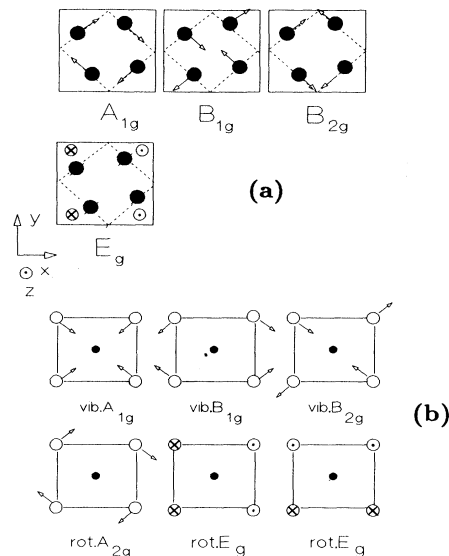 A1g B1g B2g
Eg (a)
y
x
z
vib.A1g vib.B1g vib.B2g
(b)
rot.A2g rot.Eg rot.Eg